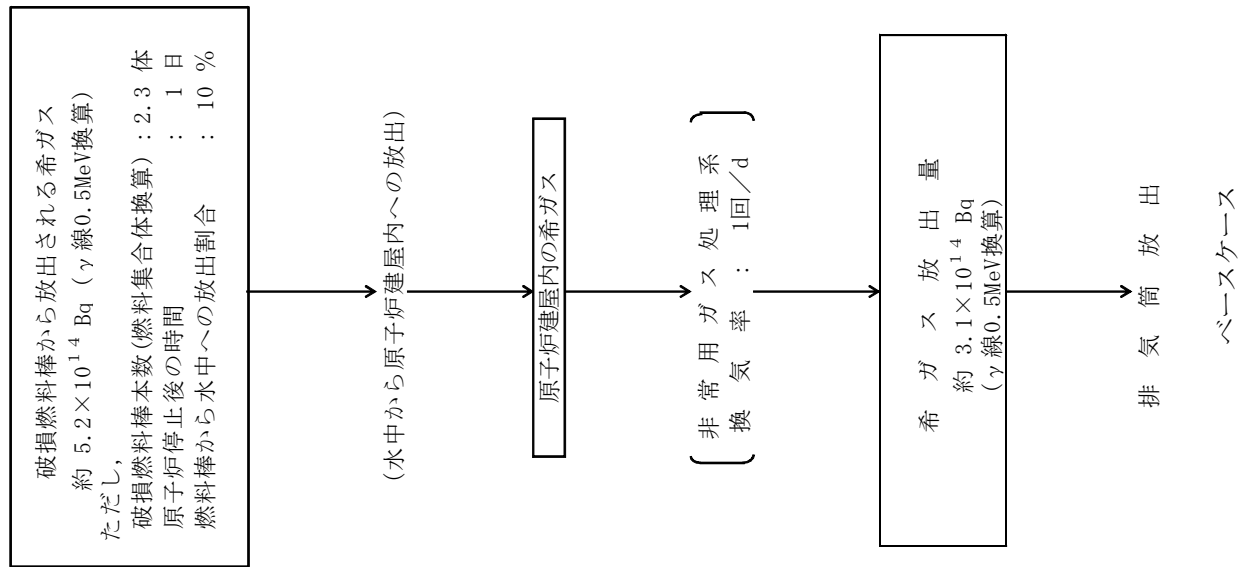 破損燃料棒から放出される希ガス
約 5.2×10¹⁴ Bq (γ線0.5MeV換算)
ただし,
破損燃料棒本数(燃料集合体換算) : 2.3 体
原子炉停止後の時間 : 1 日
燃料棒から水中への放出割合 : 10 %
(水中から原子炉建屋内への放出)
原子炉建屋内の希ガス
非常用ガス処理系
換気率 : 1回/d
希ガス放出量
約 3.1×10¹⁴ Bq
(γ線0.5MeV換算)
排気筒放出
ベースケース